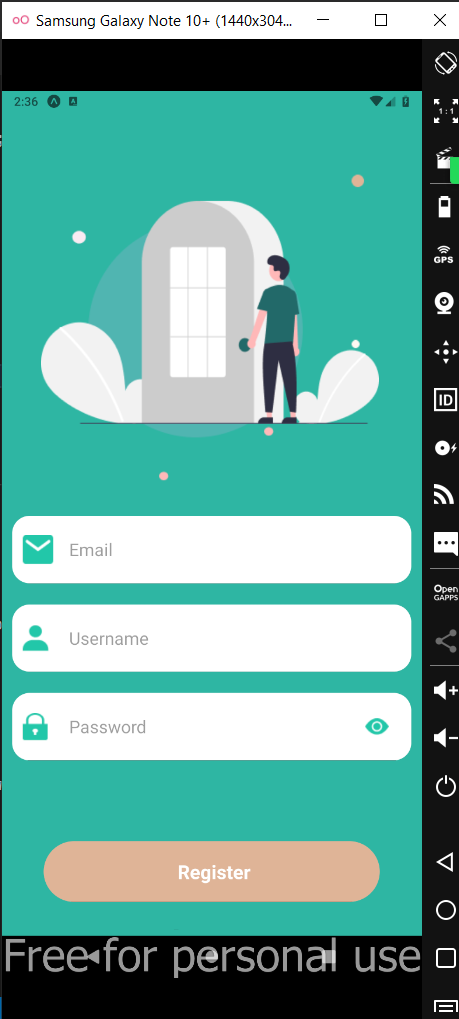 Samsung Galaxy Note 10+ (1440x304...
2:36
1:1
GPS
ID
Email
Open
GAPPS
Username
Password
Register
Free for personal use